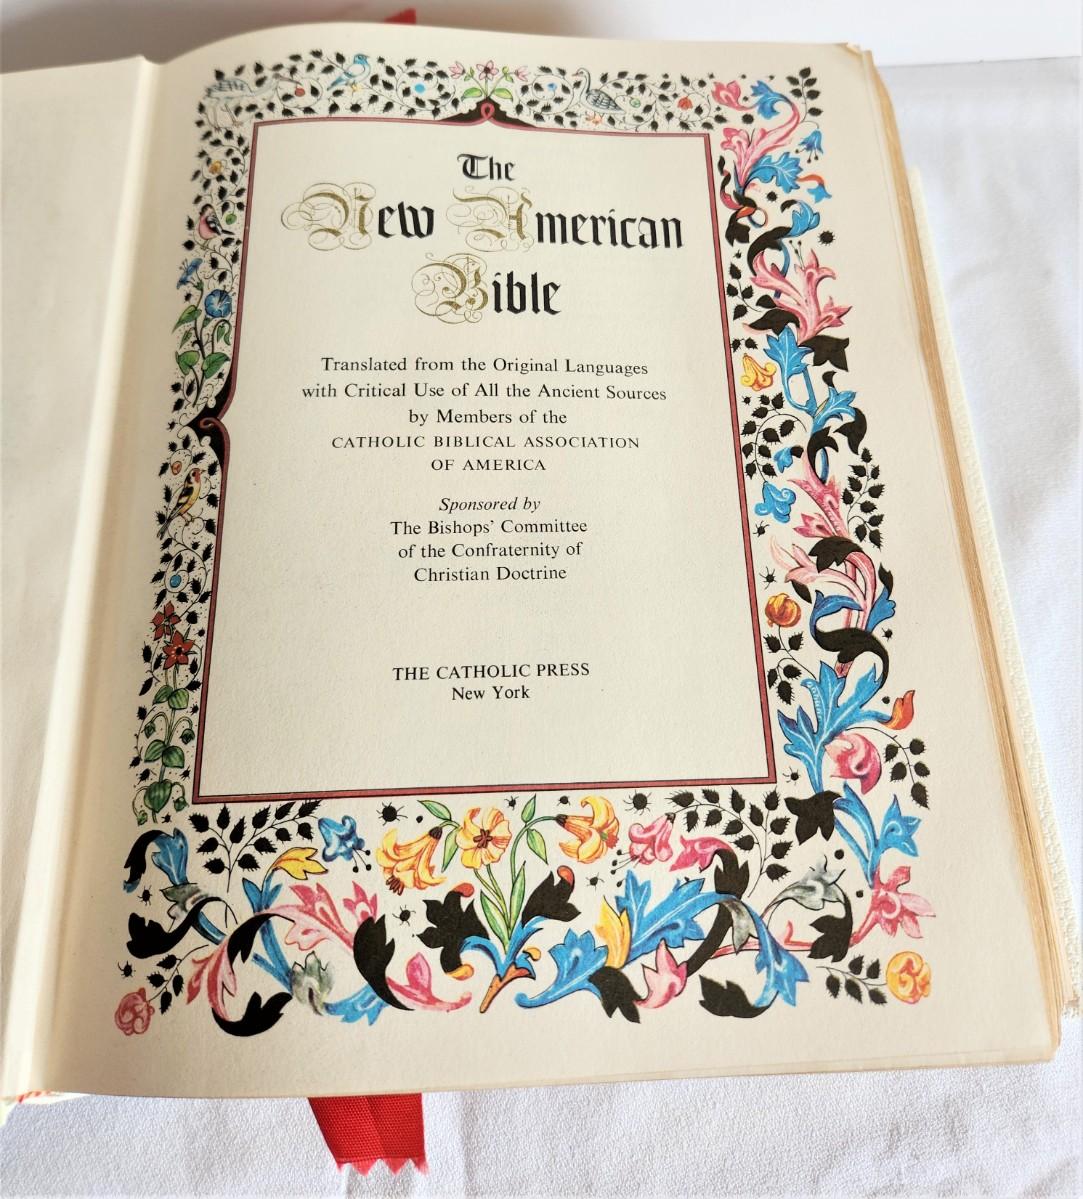 The
New American
Bible
Translated from the Original Languages
with Critical Use of All the Ancient Sources
by Members of the
CATHOLIC BIBLICAL ASSOCIATION
OF AMERICA
Sponsored by
The Bishops' Committee
of the Confraternity of
Christian Doctrine
THE CATHOLIC PRESS
New York